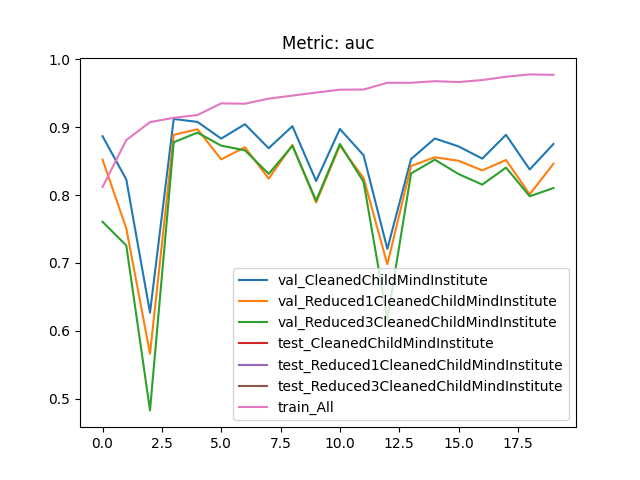 Metric: auc
1.0
0.9
0.8
0.7
0.6
0.5
val_CleanedChildMindInstitute
val_Reduced1CleanedChildMindInstitute
val_Reduced3CleanedChildMindInstitute
test_CleanedChildMindInstitute
test_Reduced1CleanedChildMindInstitute
test_Reduced3CleanedChildMindInstitute
train_All
0.0 2.5 5.0 7.5 10.0 12.5 15.0 17.5